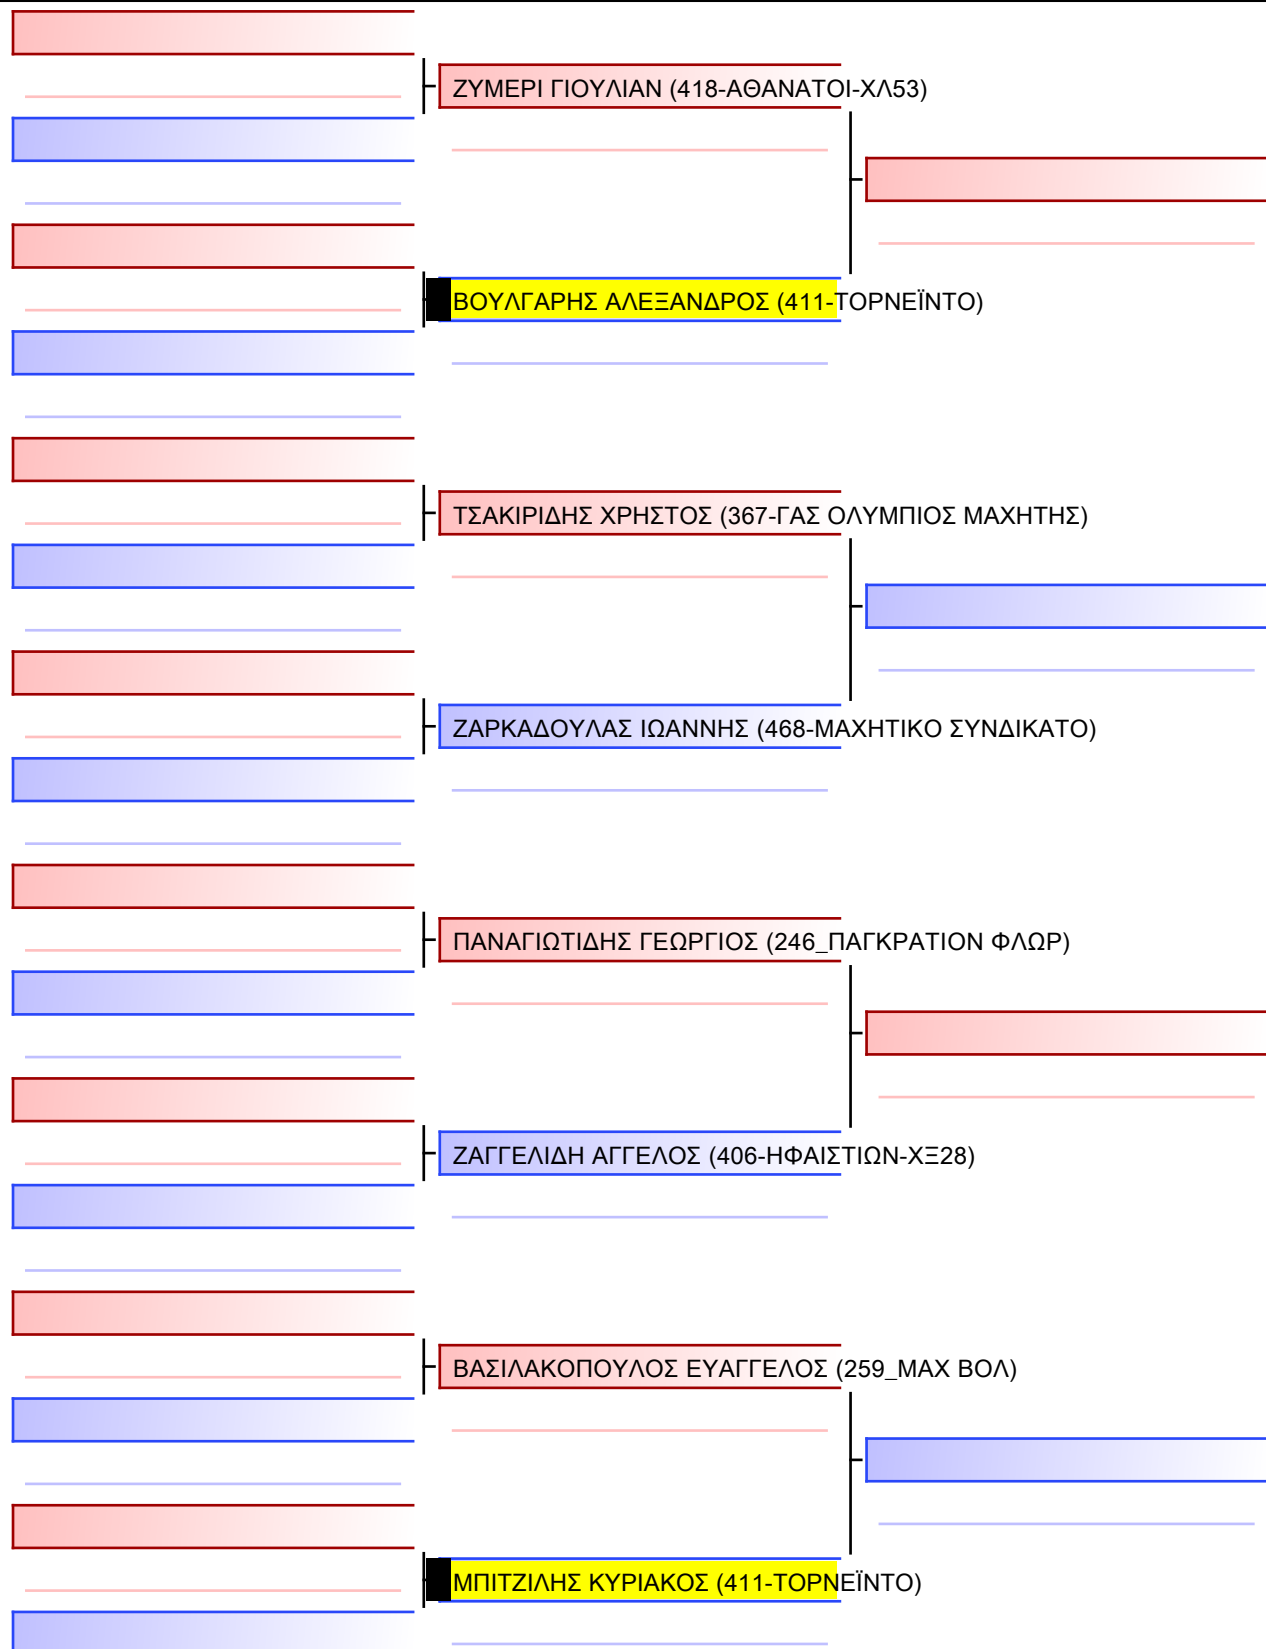 ΖΥΜΕΡΙ ΓΙΟΥΛΙΑΝ (418-ΑΘΑΝΑΤΟΙ-ΧΛ53)
ΒΟΥΛΓΑΡΗΣ ΑΛΕΞΑΝΔΡΟΣ (411-ΤΟΡΝΕΪΝΤΟ)
ΤΣΑΚΙΡΙΔΗΣ ΧΡΗΣΤΟΣ (367-ΓΑΣ ΟΛΥΜΠΙΟΣ ΜΑΧΗΤΗΣ)
ΖΑΡΚΑΔΟΥΛΑΣ ΙΩΑΝΝΗΣ (468-ΜΑΧΗΤΙΚΟ ΣΥΝΔΙΚΑΤΟ)
ΠΑΝΑΓΙΩΤΙΔΗΣ ΓΕΩΡΓΙΟΣ (246_ΠΑΓΚΡΑΤΙΟΝ ΦΛΩΡ)
ΖΑΓΓΕΛΙΔΗ ΑΓΓΕΛΟΣ (406-ΗΦΑΙΣΤΙΩΝ-ΧΞ28)
ΒΑΣΙΛΑΚΟΠΟΥΛΟΣ ΕΥΑΓΓΕΛΟΣ (259_ΜΑΧ ΒΟΛ)
ΜΠΙΤΖΙΛΗΣ ΚΥΡΙΑΚΟΣ (411-ΤΟΡΝΕΪΝΤΟ)